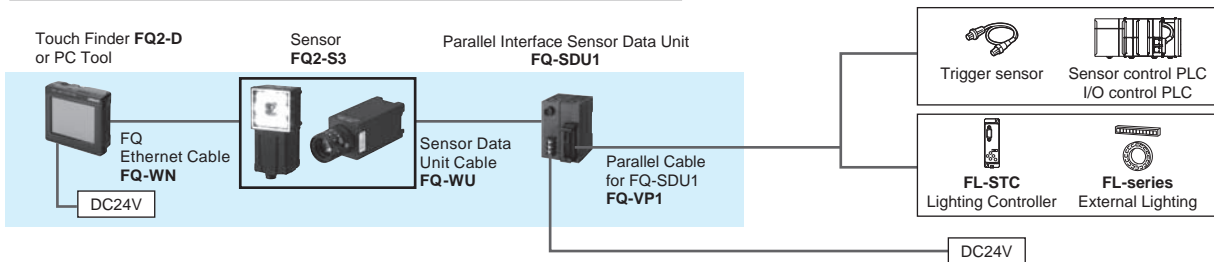 Touch Finder FQ2-D
or PC Tool
Sensor
FQ2-S3
Parallel Interface Sensor Data Unit
FQ-SDU1
Trigger sensor
Sensor control PLC
I/O control PLC
FQ
Ethernet Cable
FQ-WN
Sensor Data
Unit Cable
FQ-WU
Parallel Cable
for FQ-SDU1
FQ-VP1
FL-STC
Lighting Controller
FL-series
External Lighting
DC24V
DC24V